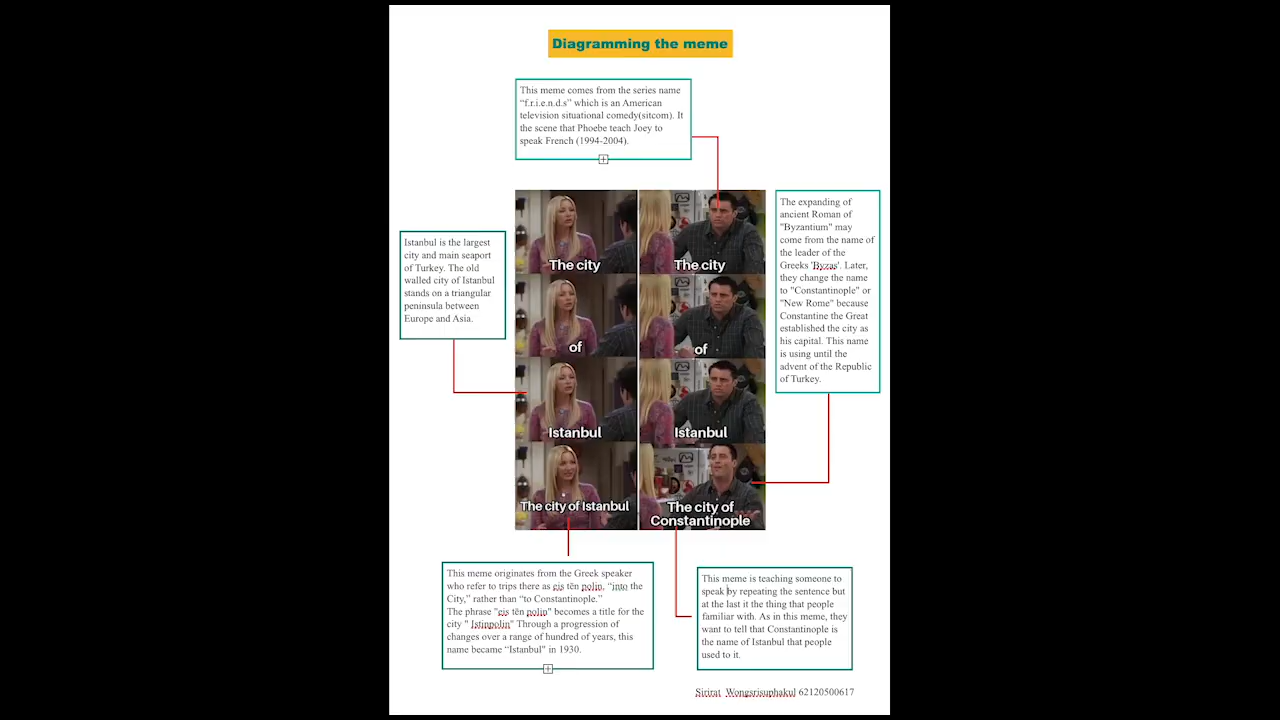 Diagramming the meme
This meme comes from the series name
“f.r.i.e.n.d.s” which is an American
television situational comedy(sitcom). It
the scene that Phoebe teach Joey to
speak French (1994-2004).
Istanbul is the largest
city and main seaport
of Turkey. The old
walled city of Istanbul
stands on a triangular
peninsula between
Europe and Asia.
The city
The city
of
of
Istanbul
Istanbul
The city of Istanbul
The city of
Constantinople
The expanding of
ancient Roman of
"Byzantium" may
come from the name of
the leader of the
Greeks 'Byzas'. Later,
they change the name
to "Constantinople" or
"New Rome" because
Constantine the Great
established the city as
his capital. This name
is using until the
advent of the Republic
of Turkey.
This meme originates from the Greek speaker
who refer to trips there as eis tēn polin, “into the
City,” rather than “to Constantinople.”
The phrase "eis tēn polin" becomes a title for the
city " Istinpolin" Through a progression of
changes over a range of hundred of years, this
name became “Istanbul” in 1930.
This meme is teaching someone to
speak by repeating the sentence but
at the last it the thing that people
familiar with. As in this meme, they
want to tell that Constantinople is
the name of Istanbul that people
used to it.
Sirirat Wongsrisuphakul 62120500617